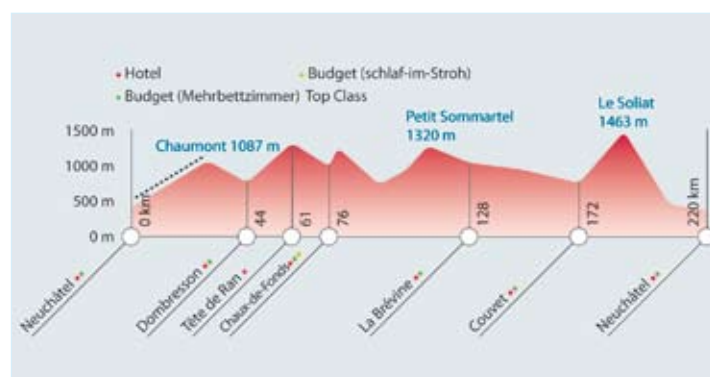 Hotel
Budget (schlaf-im-Stroh)
Budget (Mehrbettzimmer) Top Class
Petit Sommartel
1320 m
Le Soliat
1463 m
Chaumont 1087 m
1500 m
1000 m
500 m
0 m
0 km
44
61
76
128
172
220 km
Neuchâtel
Dombresson
Tête de Ran
Chaux-de-Fonds
La Brévine
Couvet
Neuchâtel